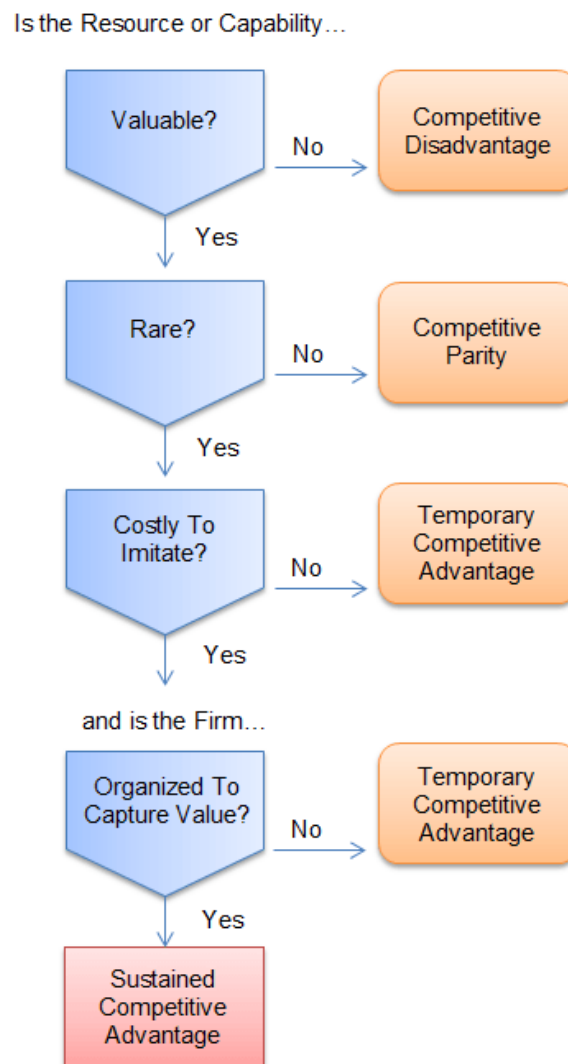 Is the Resource or Capability…
Valuable?
Competitive
Disadvantage
No
Yes
Rare?
Competitive
Parity
No
Yes
Costly To
Imitate?
Temporary
Competitive
Advantage
No
Yes
and is the Firm…
Organized To
Capture Value?
Temporary
Competitive
Advantage
No
Yes
Sustained
Competitive
Advantage